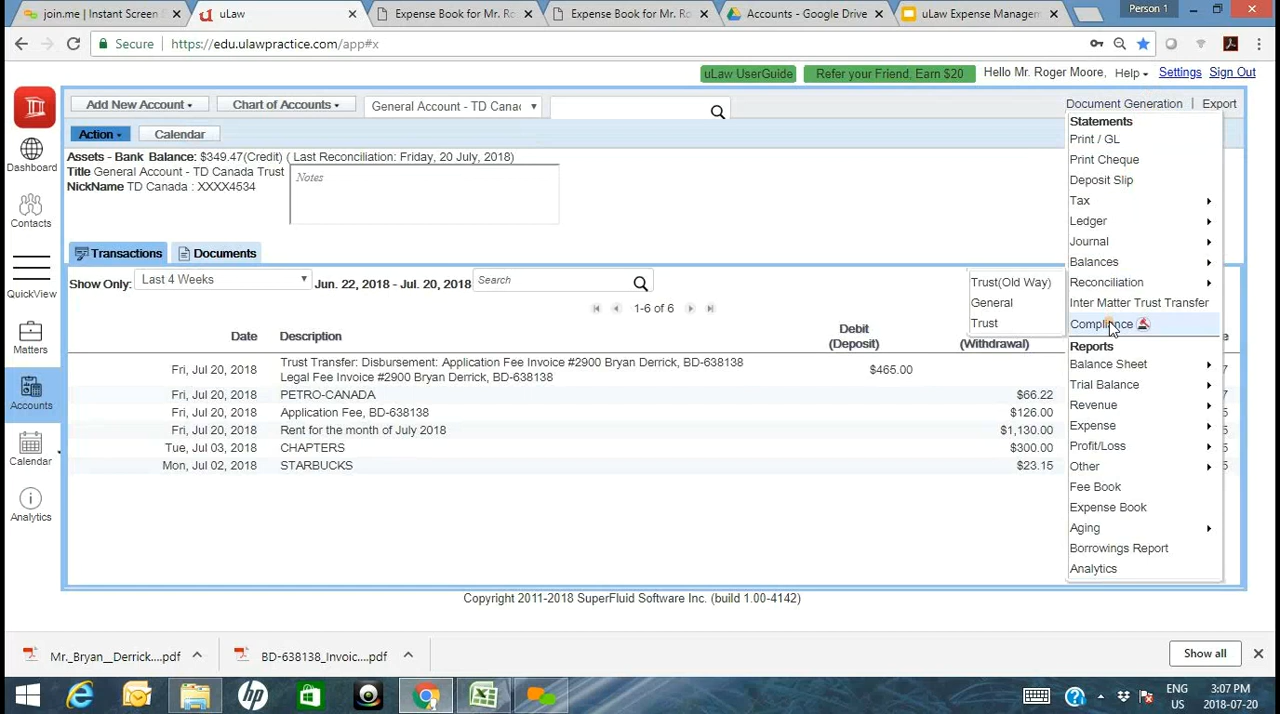 join.me | Instant Screen S
uLaw
Expense Book for Mr. Ro
Expense Book for Mr. Ro
Accounts - Google Drive
uLaw Expense Managem
Person 1
Secure | https://edu.ulawpractice.com/app#x
uLaw UserGuide
Refer your Friend, Earn $20
Hello Mr. Roger Moore,
Help
Settings
Sign Out
Add New Account
Chart of Accounts
General Account - TD Canac
Document Generation | Export
Action
Calendar
Assets - Bank Balance: $349.47(Credit) ( Last Reconciliation: Friday, 20 July, 2018)
Title General Account - TD Canada Trust
NickName TD Canada : XXXX4534
Notes
Dashboard
Contacts
QuickView
Matters
Accounts
Calendar
Analytics
Statements
Print / GL
Print Cheque
Deposit Slip
Tax
Ledger
Journal
Balances
Reconciliation
Inter Matter Trust Transfer
Compliance
Reports
Balance Sheet
Trial Balance
Revenue
Expense
Profit/Loss
Other
Fee Book
Expense Book
Aging
Borrowings Report
Analytics
Trust(Old Way)
General
Trust
Transactions
Documents
Show Only: Last 4 Weeks Jun. 22, 2018 - Jul. 20, 2018 Search
1-6 of 6
Date Description Debit (Deposit) (Withdrawal)
Fri, Jul 20, 2018 Trust Transfer: Disbursement: Application Fee Invoice #2900 Bryan Derrick, BD-638138 $465.00
Legal Fee Invoice #2900 Bryan Derrick, BD-638138
Fri, Jul 20, 2018 PETRO-CANADA $66.22
Fri, Jul 20, 2018 Application Fee, BD-638138 $126.00
Fri, Jul 20, 2018 Rent for the month of July 2018 $1,130.00
Tue, Jul 03, 2018 CHAPTERS $300.00
Mon, Jul 02, 2018 STARBUCKS $23.15
Copyright 2011-2018 SuperFluid Software Inc. (build 1.00-4142)
Mr._Bryan__Derrick....pdf
BD-638138_Invoic....pdf
Show all
ENG
US
3:07 PM
2018-07-20